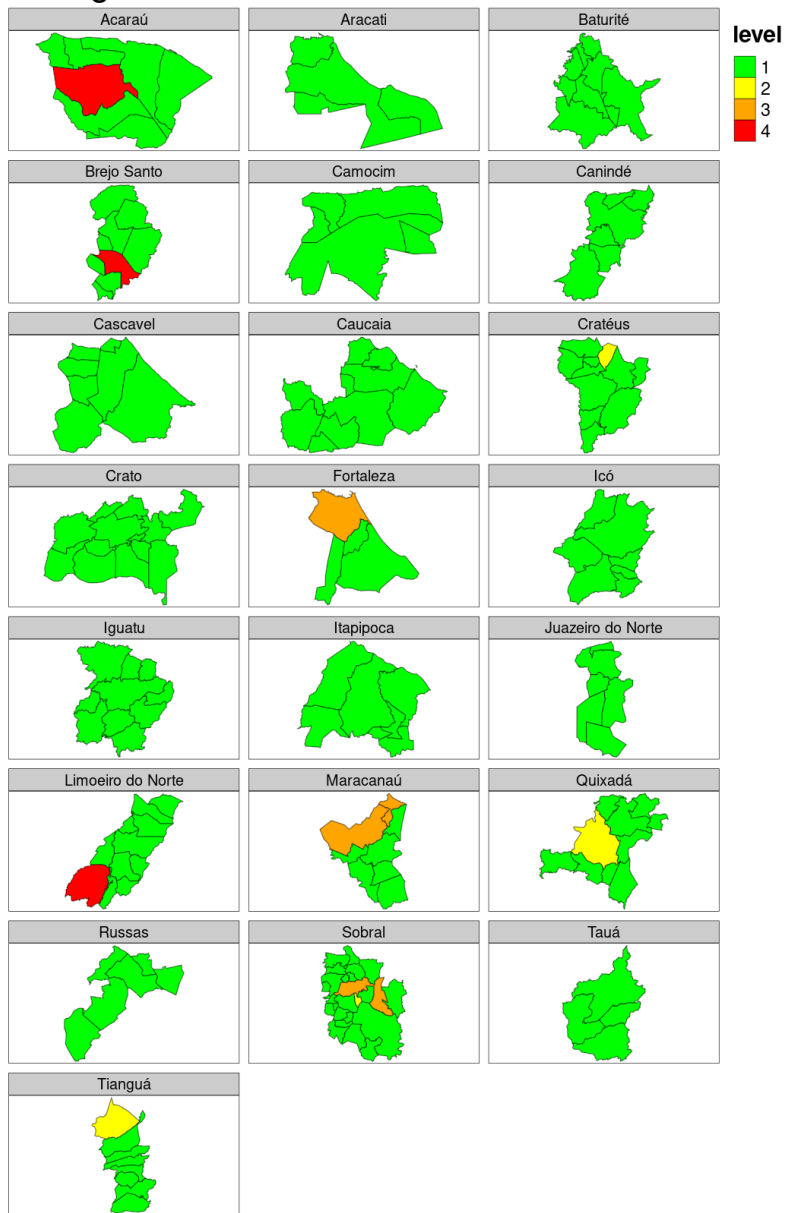 Acaraú
Aracati
Baturité
level
1
2
3
4
Brejo Santo
Camocim
Canindé
Cascavel
Caucaia
Cratéus
Crato
Fortaleza
Icó
Iguatu
Itapipoca
Juazeiro do Norte
Limoeiro do Norte
Maracanaú
Quixadá
Russas
Sobral
Tauá
Tianguá